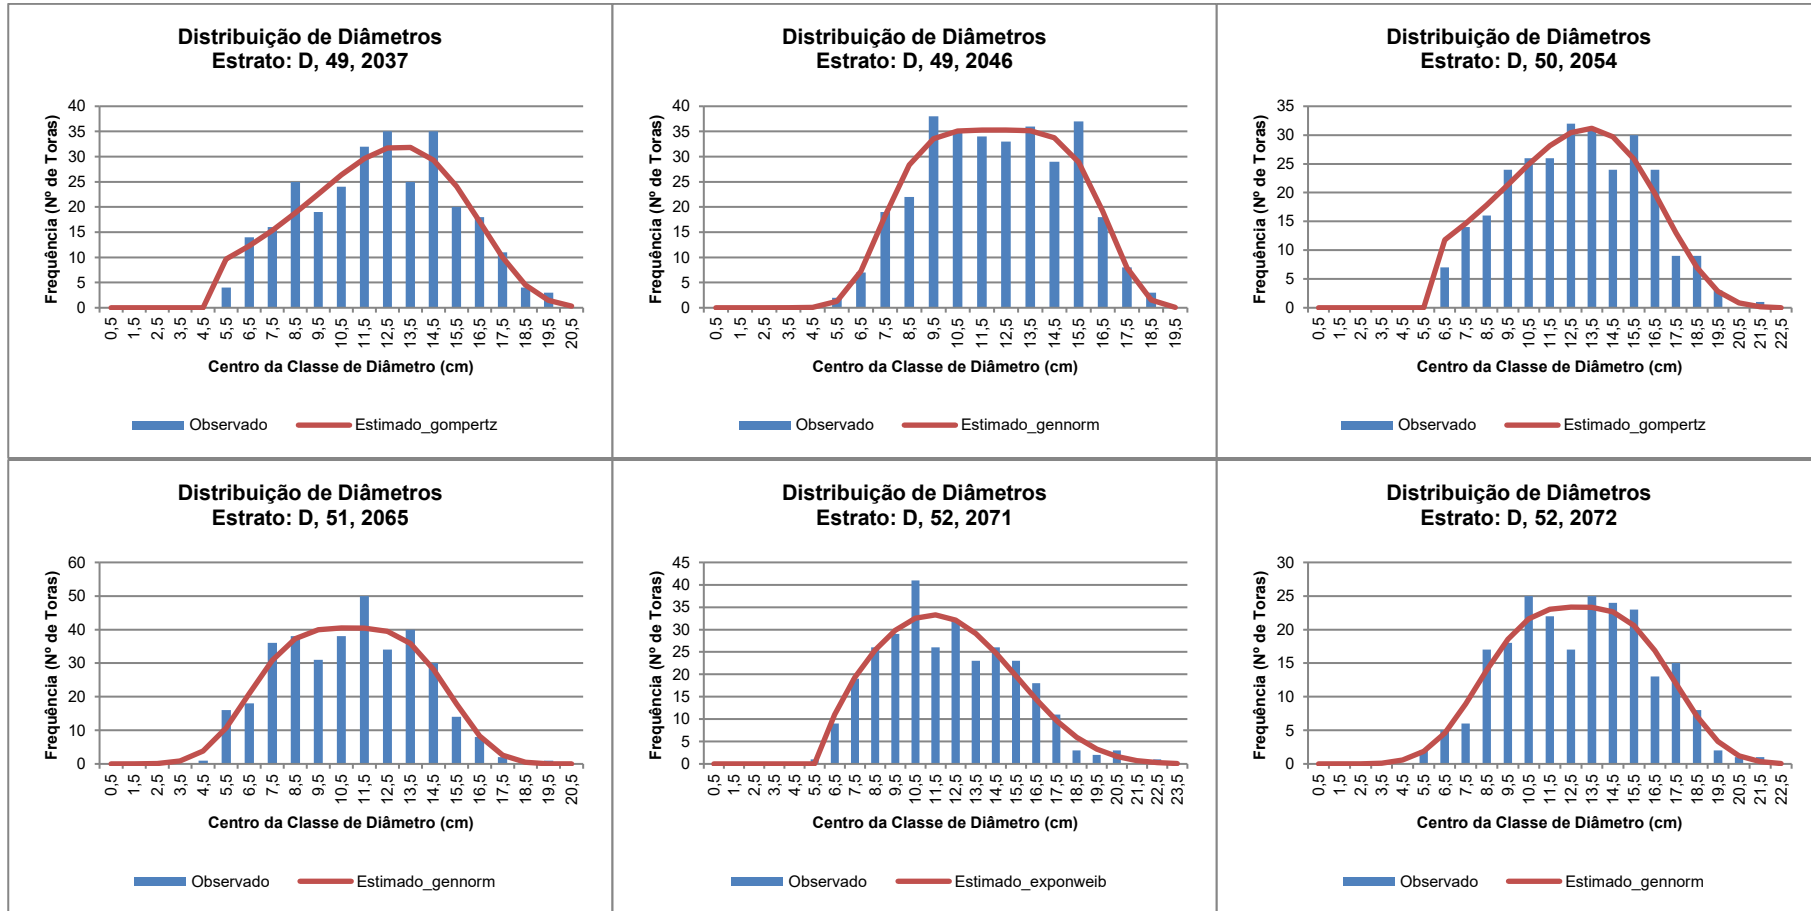 Distribuição de Diâmetros
Estrato: D, 49, 2037
Frequência (Nº de Toras)
40
35
30
25
20
15
10
5
0
0,5 1,5 2,5 3,5 4,5 5,5 6,5 7,5 8,5 9,5 10,5 11,5 12,5 13,5 14,5 15,5 16,5 17,5 18,5 19,5 20,5
Centro da Classe de Diâmetro (cm)
Observado Estimado_gompertz
Distribuição de Diâmetros
Estrato: D, 49, 2046
Frequência (Nº de Toras)
40
35
30
25
20
15
10
5
0
0,5 1,5 2,5 3,5 4,5 5,5 6,5 7,5 8,5 9,5 10,5 11,5 12,5 13,5 14,5 15,5 16,5 17,5 18,5 19,5
Centro da Classe de Diâmetro (cm)
Observado Estimado_gennorm
Distribuição de Diâmetros
Estrato: D, 50, 2054
Frequência (Nº de Toras)
35
30
25
20
15
10
5
0
0,5 1,5 2,5 3,5 4,5 5,5 6,5 7,5 8,5 9,5 10,5 11,5 12,5 13,5 14,5 15,5 16,5 17,5 18,5 19,5 20,5 21,5 22,5
Centro da Classe de Diâmetro (cm)
Observado Estimado_gompertz
Distribuição de Diâmetros
Estrato: D, 51, 2065
Frequência (Nº de Toras)
60
50
40
30
20
10
0
0,5 1,5 2,5 3,5 4,5 5,5 6,5 7,5 8,5 9,5 10,5 11,5 12,5 13,5 14,5 15,5 16,5 17,5 18,5 19,5 20,5
Centro da Classe de Diâmetro (cm)
Observado Estimado_gennorm
Distribuição de Diâmetros
Estrato: D, 52, 2071
Frequência (Nº de Toras)
45
40
35
30
25
20
15
10
5
0
0,5 1,5 2,5 3,5 4,5 5,5 6,5 7,5 8,5 9,5 10,5 11,5 12,5 13,5 14,5 15,5 16,5 17,5 18,5 19,5 20,5 21,5 22,5 23,5
Centro da Classe de Diâmetro (cm)
Observado Estimado_exponweib
Distribuição de Diâmetros
Estrato: D, 52, 2072
Frequência (Nº de Toras)
30
25
20
15
10
5
0
0,5 1,5 2,5 3,5 4,5 5,5 6,5 7,5 8,5 9,5 10,5 11,5 12,5 13,5 14,5 15,5 16,5 17,5 18,5 19,5 20,5 21,5 22,5
Centro da Classe de Diâmetro (cm)
Observado Estimado_gennorm